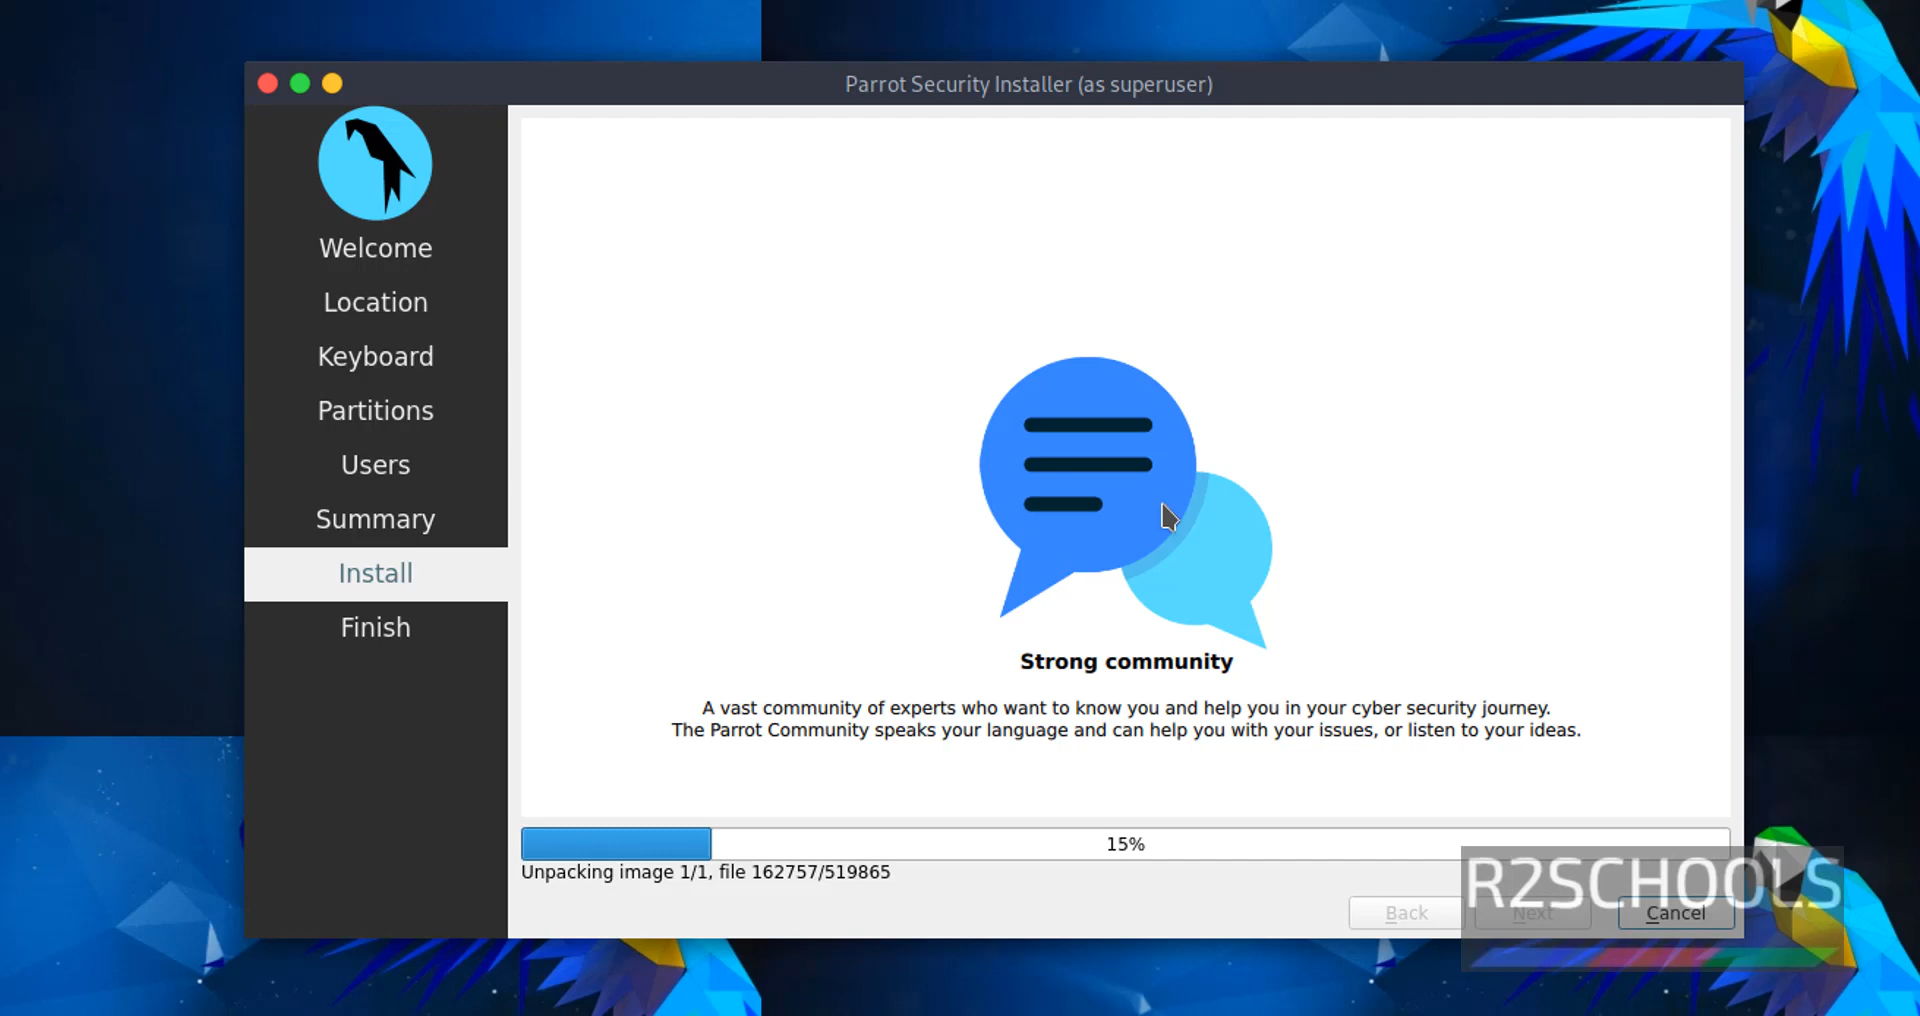 Parrot Security Installer (as superuser)
Welcome
Location
Keyboard
Partitions
Users
Summary
Install
Finish
Strong community
A vast community of experts who want to know you and help you in your cyber security journey.
The Parrot Community speaks your language and can help you with your issues, or listen to your ideas.
15%
Unpacking image 1/1, file 162757/519865
R2SCHOOLS
Back
Next
Cancel